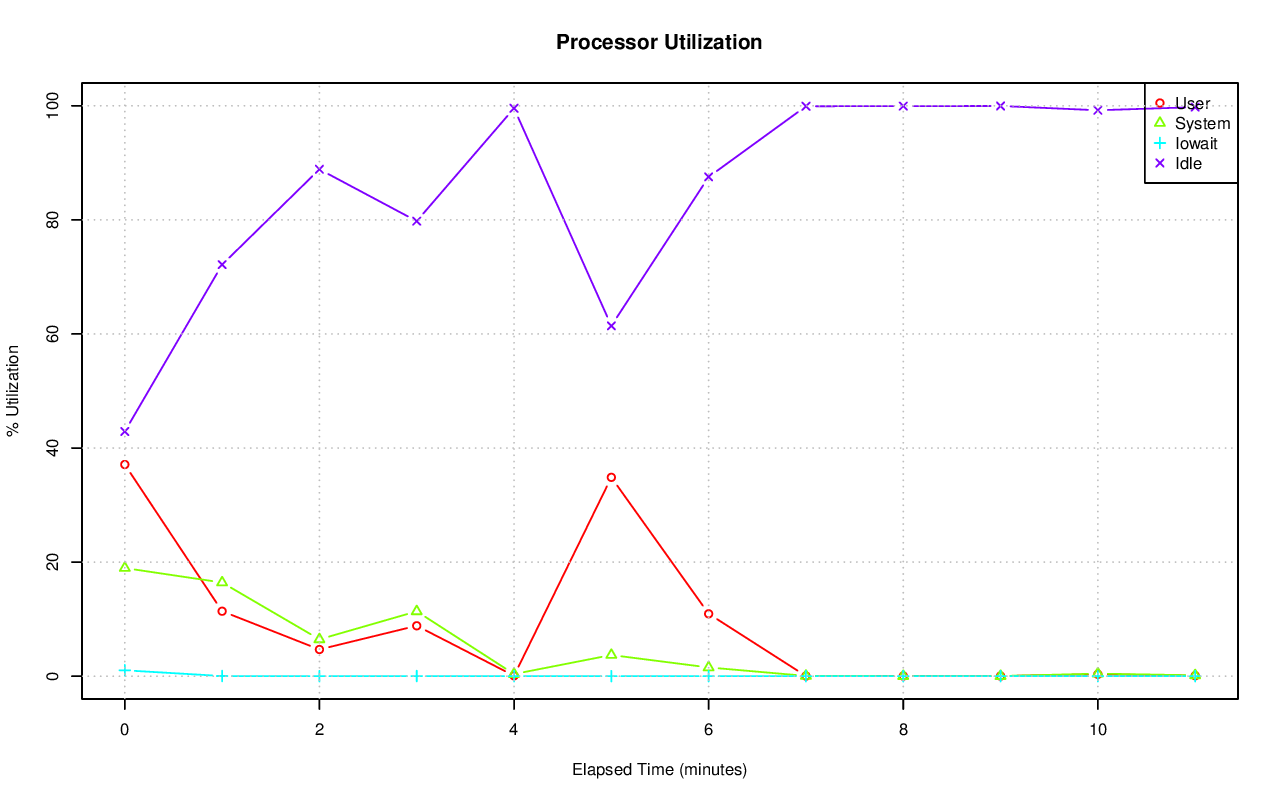 Processor Utilization
User
System
Iowait
Idle
% Utilization
100
80
60
40
20
0
0 2 4 6 8 10
Elapsed Time (minutes)